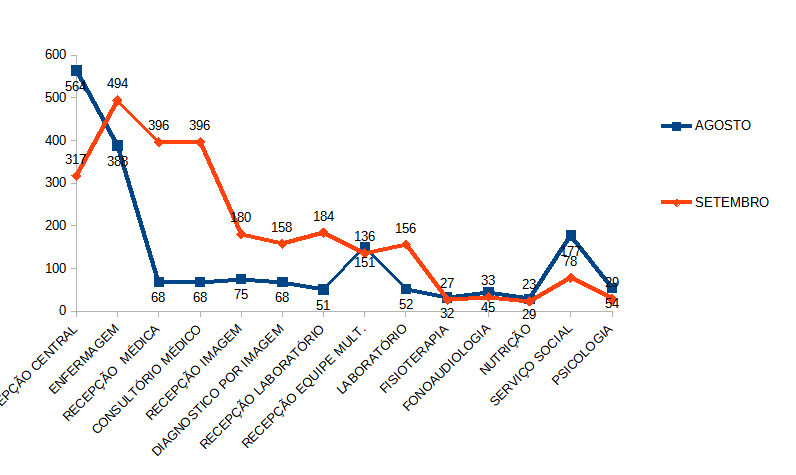 600
500
400
300
200
100
0
564
388
68
68
75
68
51
151
52
32
45
29
177
54
317
494
396
396
180
158
184
136
156
27
33
23
78
29
EPÇÃO CENTRAL
ENFERMAGEM
RECEPÇÃO MÉDICA
CONSULTÓRIO MÉDICO
RECEPÇÃO IMAGEM
DIAGNOSTICO POR IMAGEM
RECEPÇÃO LABORATÓRIO
RECEPÇÃO EQUIPE MULT.
LABORATÓRIO
FISIOTERAPIA
FONOAUDIOLOGIA
NUTRIÇÃO
SERVIÇO SOCIAL
PSICOLOGIA
AGOSTO
SETEMBRO